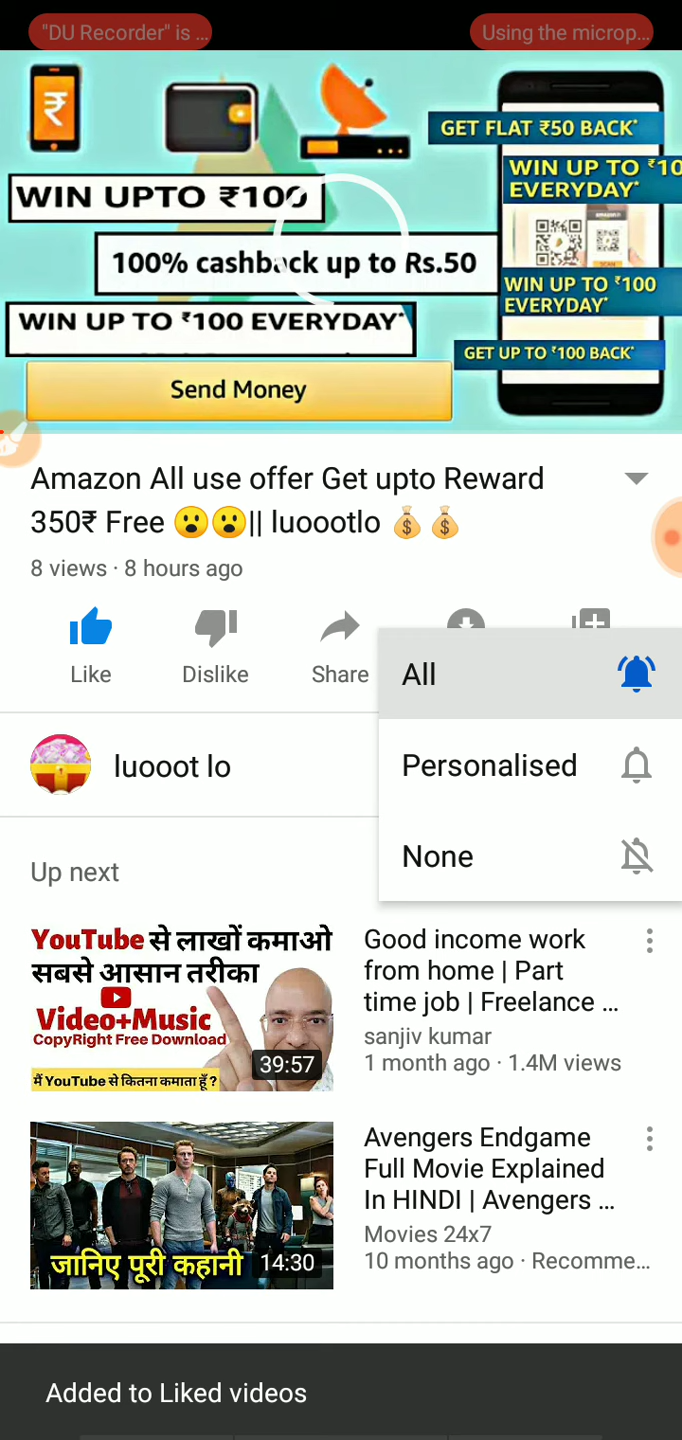 "DU Recorder" is ...
Using the microp...
₹
GET FLAT ₹50 BACK*
WIN UP TO ₹10
EVERYDAY*
WIN UPTO ₹100
100% cashback up to Rs.50
SCAN
WIN UP TO ₹100
EVERYDAY*
WIN UP TO ₹100 EVERYDAY*
GET UP TO ₹100 BACK*
Send Money
Amazon All use offer Get upto Reward
350₹ Free 😮😮|| luoootlo 💰💰
8 views · 8 hours ago
Like
Dislike
Share
All
Personalised
None
luooot lo
Up next
YouTube से लाखों कमाओ
सबसे आसान तरीका
Video+Music
CopyRight Free Download
मैं YouTube से कितना कमाता हूँ ?
39:57
Good income work
from home | Part
time job | Freelance ...
sanjiv kumar
1 month ago · 1.4M views
जानिए पूरी कहानी
14:30
Avengers Endgame
Full Movie Explained
In HINDI | Avengers ...
Movies 24x7
10 months ago · Recomme...
Added to Liked videos